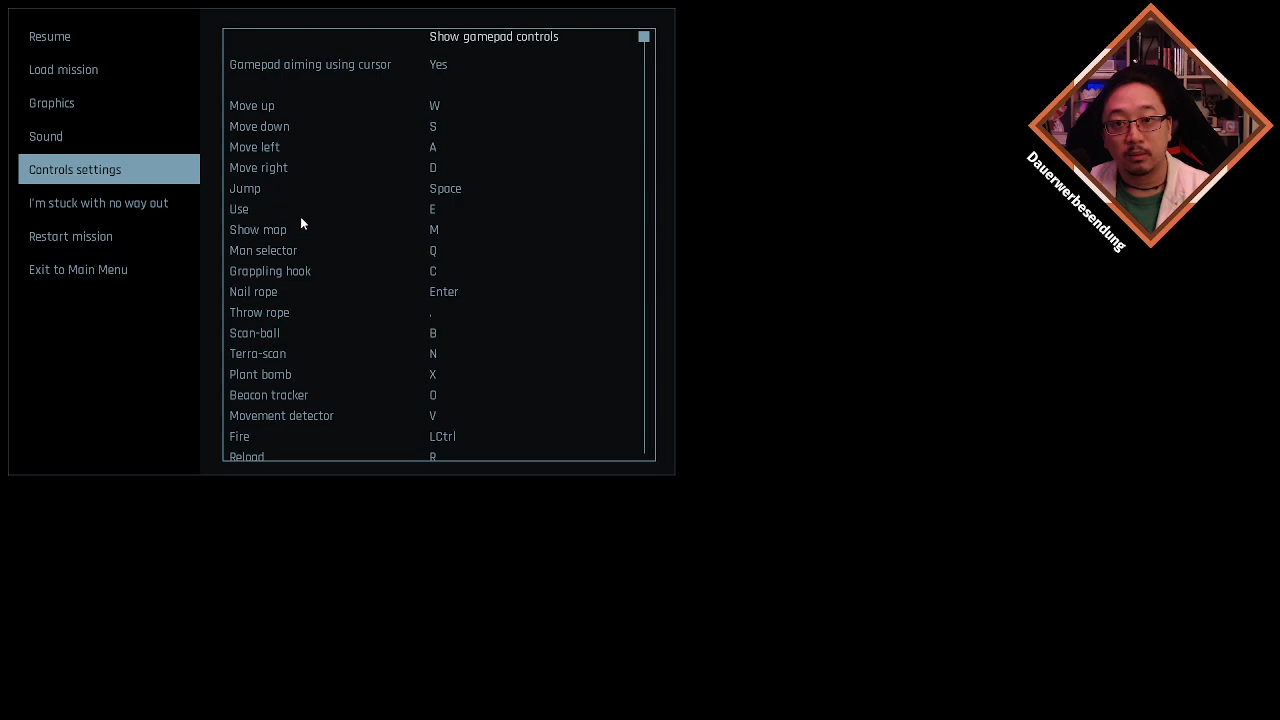 Resume
Load mission
Graphics
Sound
Controls settings
I'm stuck with no way out
Restart mission
Exit to Main Menu
Show gamepad controls
Gamepad aiming using cursor Yes
Move up W
Move down S
Move left A
Move right D
Jump Space
Use E
Show map M
Man selector Q
Grappling hook C
Nail rope Enter
Throw rope .
Scan-ball B
Terra-scan N
Plant bomb X
Beacon tracker O
Movement detector V
Fire LCtrl
Reload R
Dauerwerbesendung